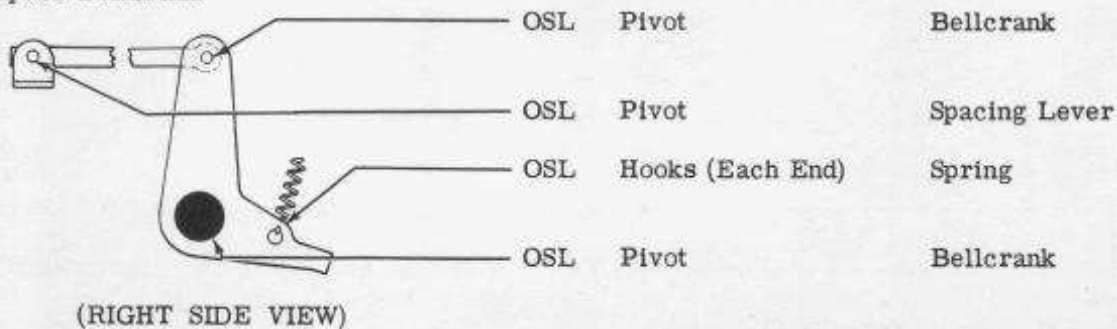 OSL Pivot Bellcrank
OSL Pivot Spacing Lever
OSL Hooks (Each End) Spring
OSL Pivot Bellcrank
(RIGHT SIDE VIEW)